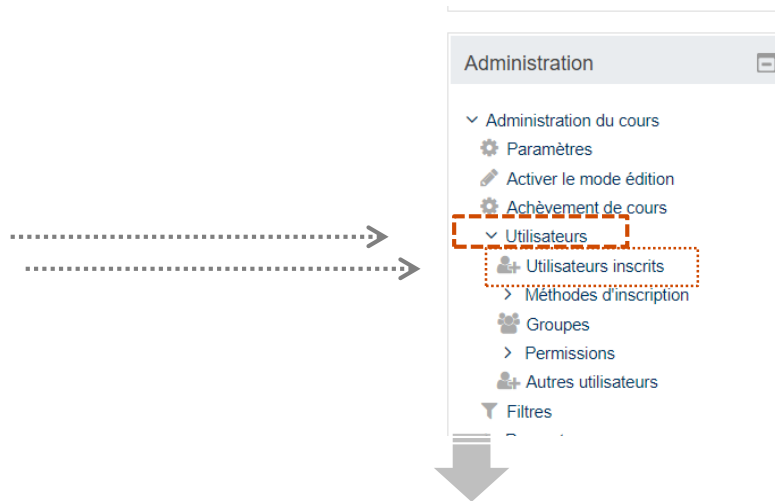 Administration
Administration du cours
Paramètres
Activer le mode édition
Achèvement de cours
Utilisateurs
Utilisateurs inscrits
Méthodes d'inscription
Groupes
Permissions
Autres utilisateurs
Filtres